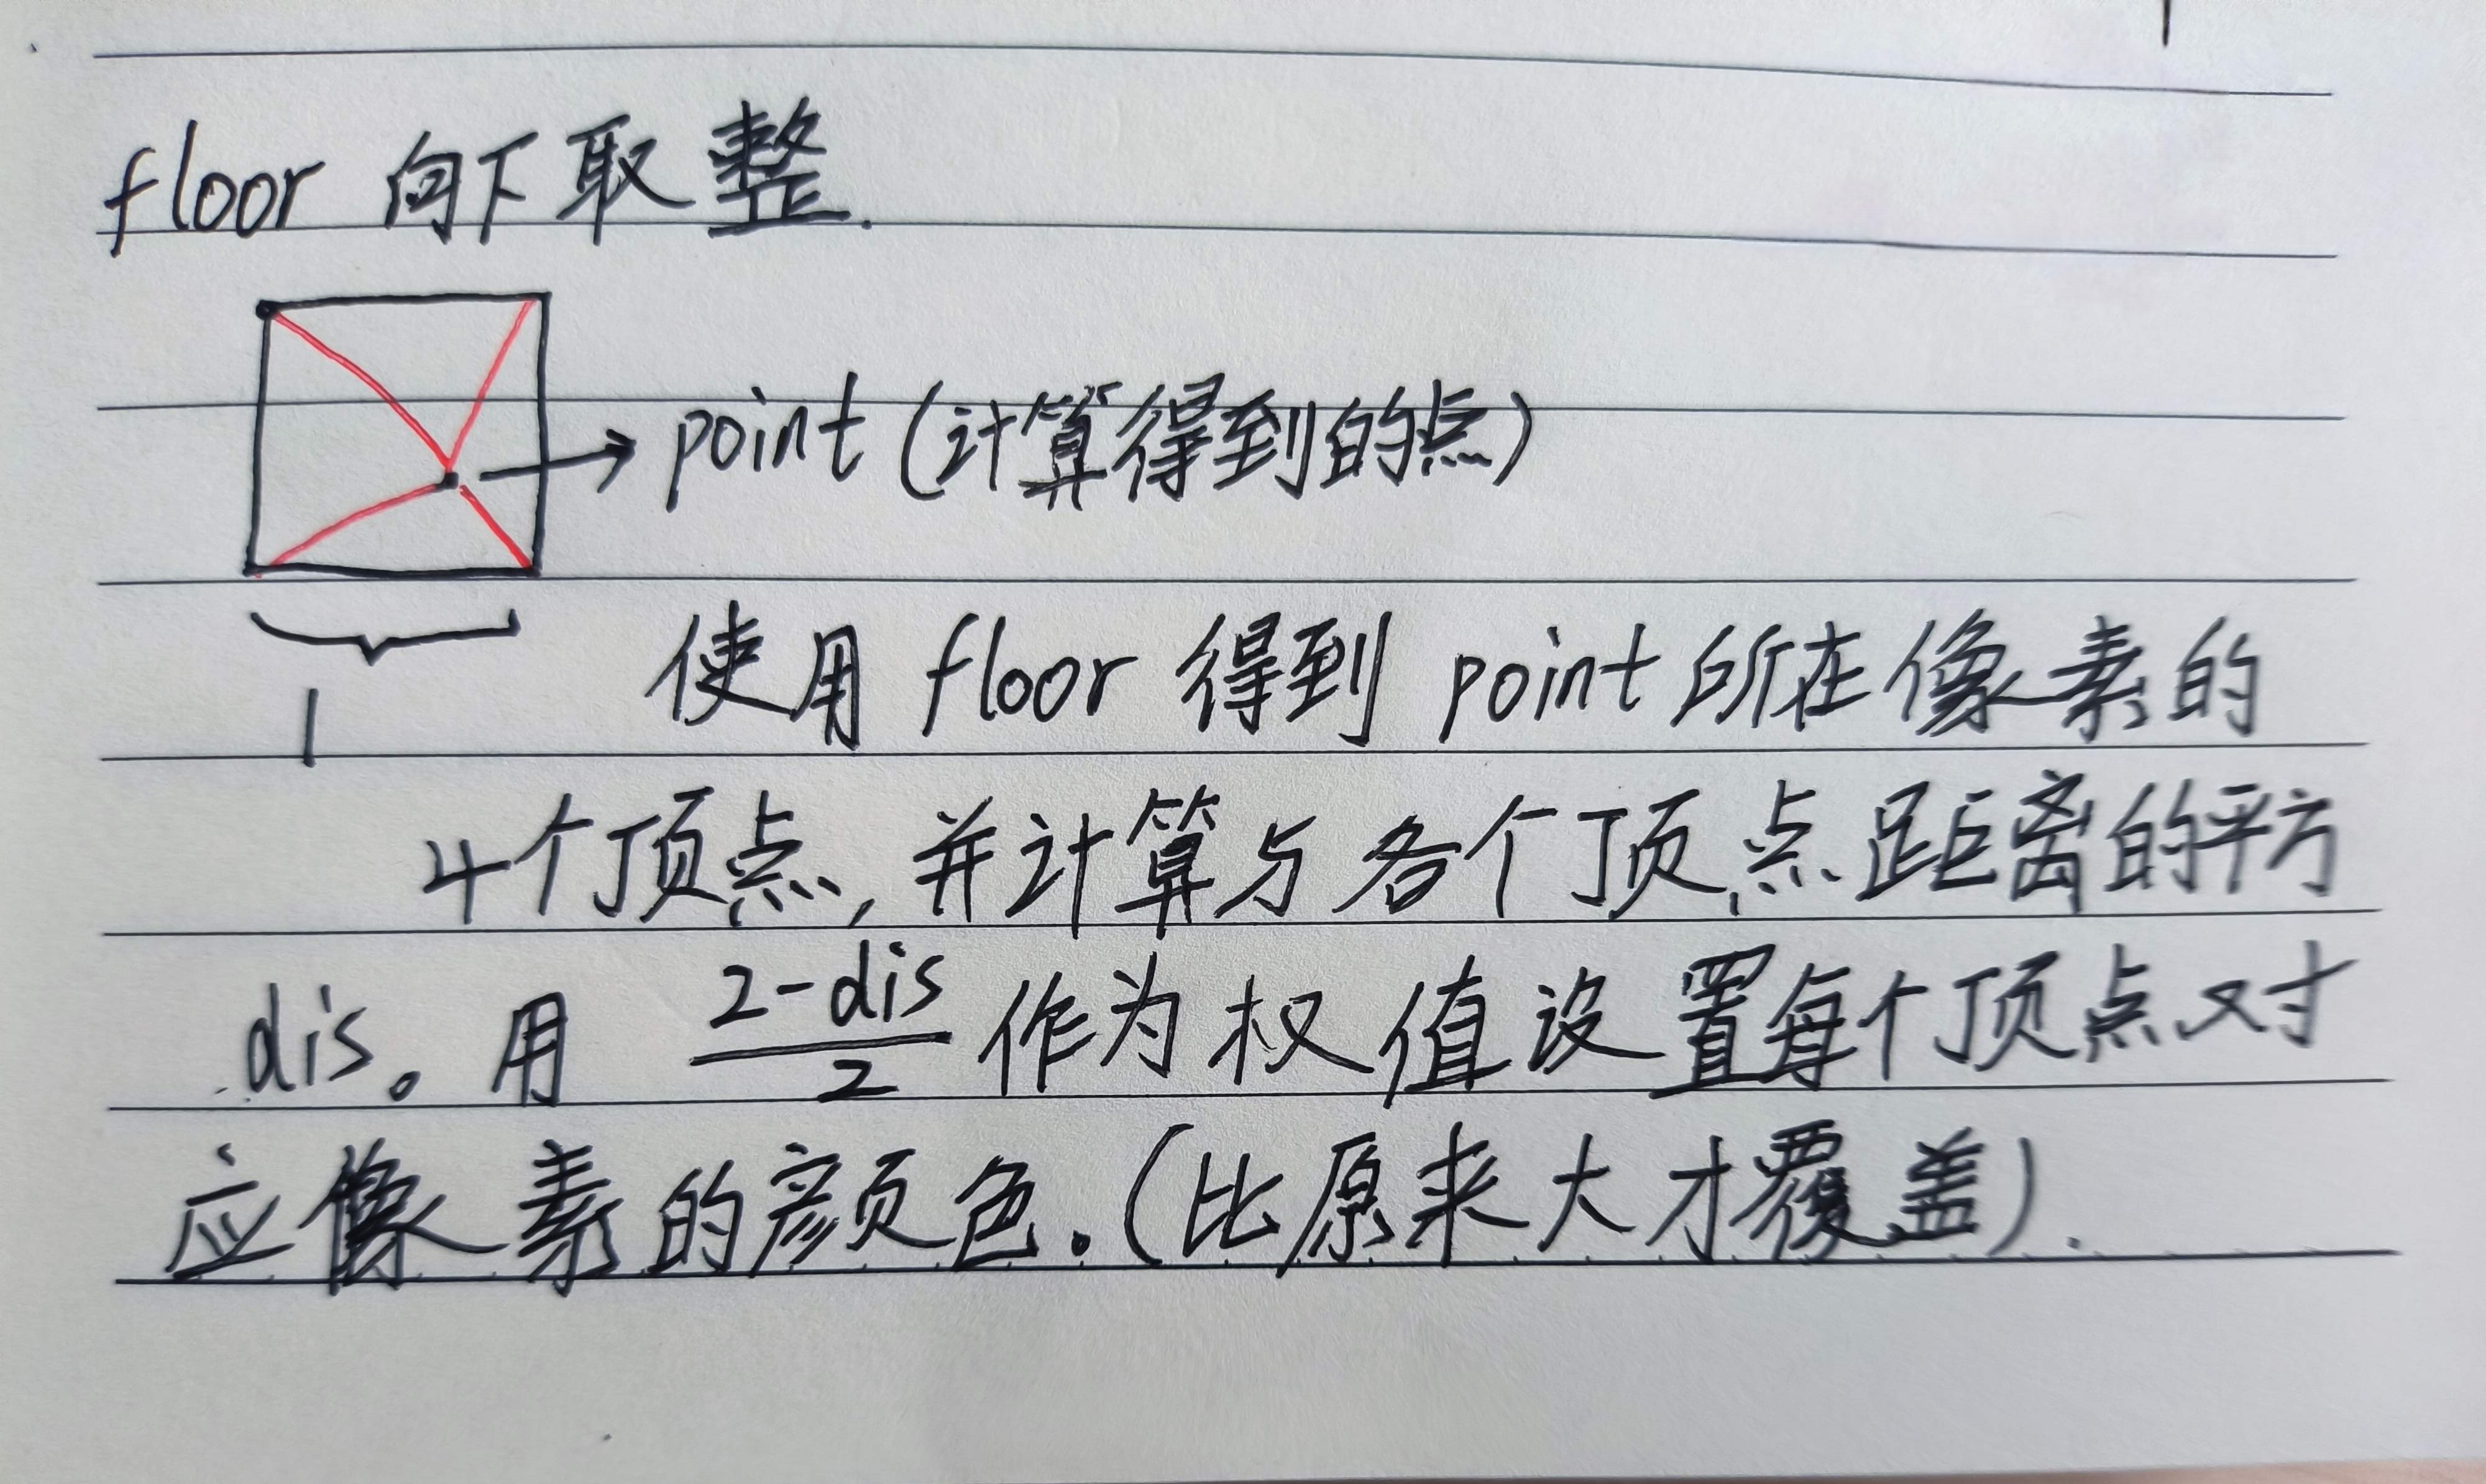 floor 向下取整.
point (计算得到的点)
使用 floor 得到 point 所在像素的
1
4个顶点, 并计算与各个顶点距离的平方
dis。用 \frac{2-dis}{2} 作为权值设置每个顶点对
应像素的颜色.(比原来大才覆盖).